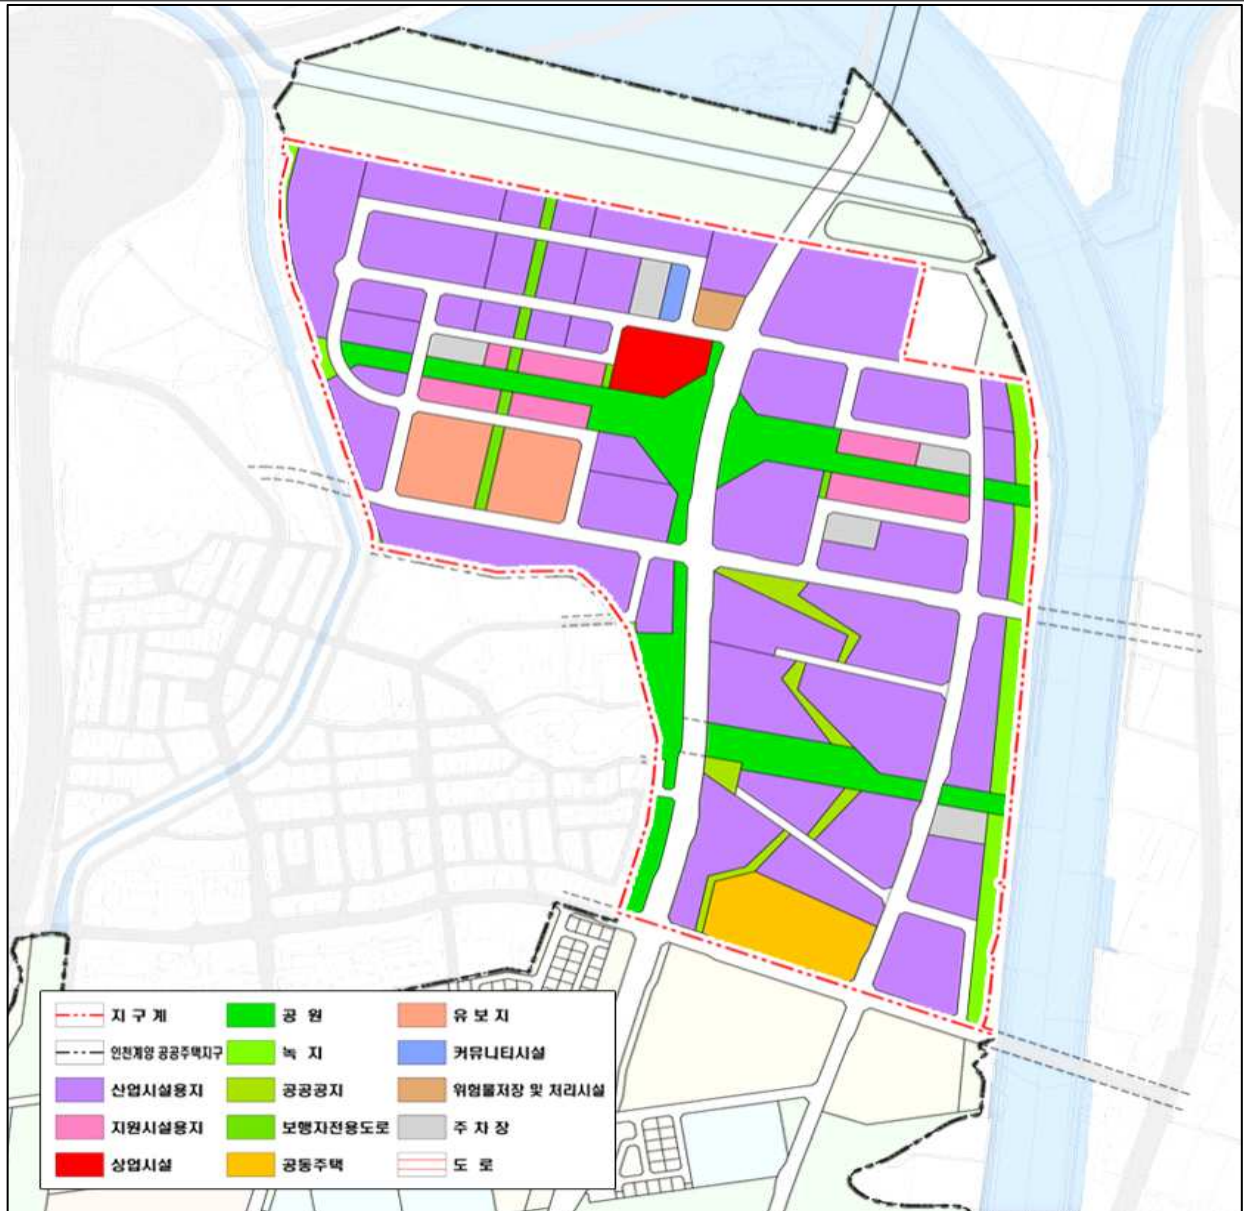 지 구 계
공 원
유 보 지
인천계양 공공주택지구
녹 지
커뮤니티시설
산업시설용지
공공공지
위험물저장 및 처리시설
지원시설용지
보행자전용도로
주 차 장
상업시설
공동주택
도 로